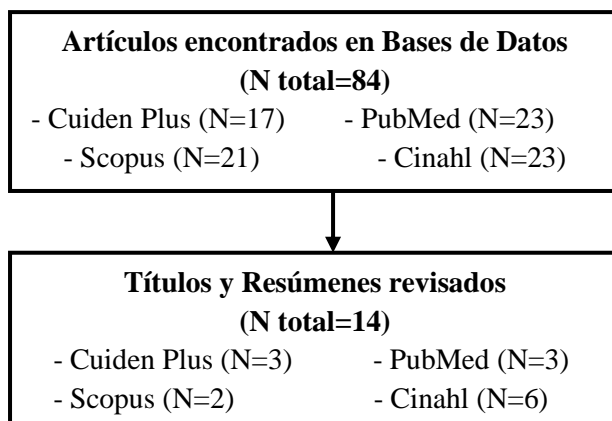 Artículos encontrados en Bases de Datos
(N total=84)
- Cuiden Plus (N=17) - PubMed (N=23)
- Scopus (N=21) - Cinahl (N=23)
Títulos y Resúmenes revisados
(N total=14)
- Cuiden Plus (N=3) - PubMed (N=3)
- Scopus (N=2) - Cinahl (N=6)